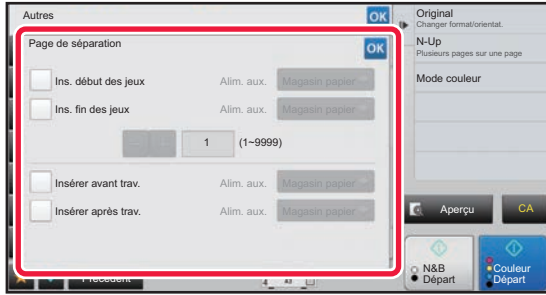 Autres
OK
Page de séparation
OK
Ins. début des jeux
Alim. aux.
Magasin papier
Ins. fin des jeux
Alim. aux.
Magasin papier
1
(1~9999)
Insérer avant trav.
Alim. aux.
Magasin papier
Insérer après trav.
Alim. aux.
Magasin papier
Précédent
A3
Original
Changer format/orientat.
N-Up
Plusieurs pages sur une page
Mode couleur
Aperçu
CA
N&B
Départ
Couleur
Départ